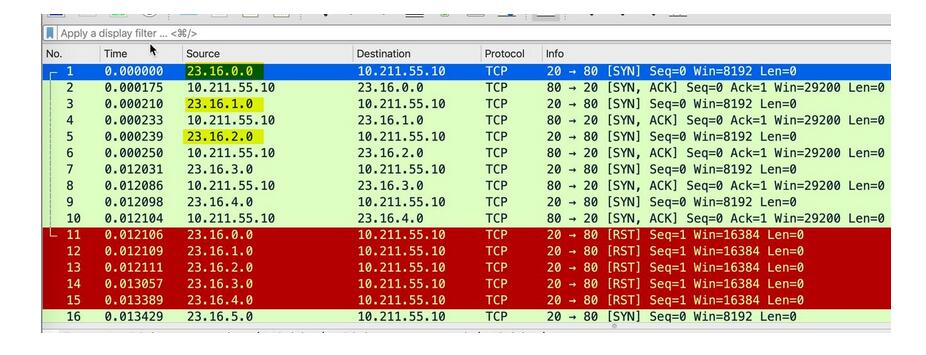 Apply a display filter ... <⌘/>
No. Time Source Destination Protocol Info
1 0.000000 23.16.0.0 10.211.55.10 TCP 20 → 80 [SYN] Seq=0 Win=8192 Len=0
2 0.000175 10.211.55.10 23.16.0.0 TCP 80 → 20 [SYN, ACK] Seq=0 Ack=1 Win=29200 Len=0
3 0.000210 23.16.1.0 10.211.55.10 TCP 20 → 80 [SYN] Seq=0 Win=8192 Len=0
4 0.000233 10.211.55.10 23.16.1.0 TCP 80 → 20 [SYN, ACK] Seq=0 Ack=1 Win=29200 Len=0
5 0.000239 23.16.2.0 10.211.55.10 TCP 20 → 80 [SYN] Seq=0 Win=8192 Len=0
6 0.000250 10.211.55.10 23.16.2.0 TCP 80 → 20 [SYN, ACK] Seq=0 Ack=1 Win=29200 Len=0
7 0.012031 23.16.3.0 10.211.55.10 TCP 20 → 80 [SYN] Seq=0 Win=8192 Len=0
8 0.012086 10.211.55.10 23.16.3.0 TCP 80 → 20 [SYN, ACK] Seq=0 Ack=1 Win=29200 Len=0
9 0.012098 23.16.4.0 10.211.55.10 TCP 20 → 80 [SYN] Seq=0 Win=8192 Len=0
10 0.012104 10.211.55.10 23.16.4.0 TCP 80 → 20 [SYN, ACK] Seq=0 Ack=1 Win=29200 Len=0
11 0.012106 23.16.0.0 10.211.55.10 TCP 20 → 80 [RST] Seq=1 Win=16384 Len=0
12 0.012109 23.16.1.0 10.211.55.10 TCP 20 → 80 [RST] Seq=1 Win=16384 Len=0
13 0.012111 23.16.2.0 10.211.55.10 TCP 20 → 80 [RST] Seq=1 Win=16384 Len=0
14 0.013057 23.16.3.0 10.211.55.10 TCP 20 → 80 [RST] Seq=1 Win=16384 Len=0
15 0.013389 23.16.4.0 10.211.55.10 TCP 20 → 80 [RST] Seq=1 Win=16384 Len=0
16 0.013429 23.16.5.0 10.211.55.10 TCP 20 → 80 [SYN] Seq=0 Win=8192 Len=0